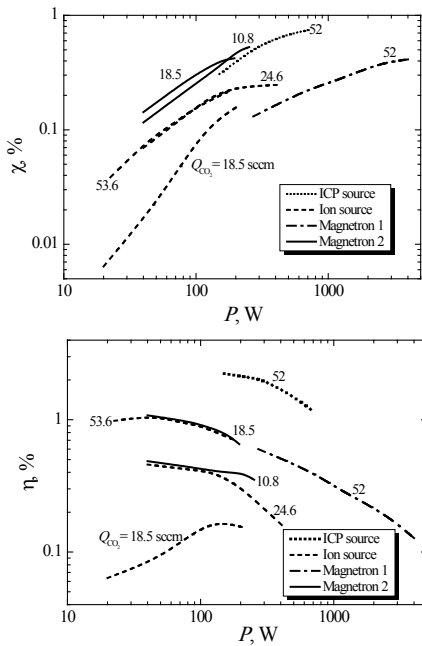 1
0.1
0.01
χ, %
52
10.8
18.5
24.6
52
53.6
Q_CO₂ = 18.5 sccm
ICP source
Ion source
Magnetron 1
Magnetron 2
10 100 1000
P, W
1
0.1
η, %
52
53.6
18.5
10.8
52
24.6
Q_CO₂ = 18.5 sccm
ICP source
Ion source
Magnetron 1
Magnetron 2
10 100 1000
P, W